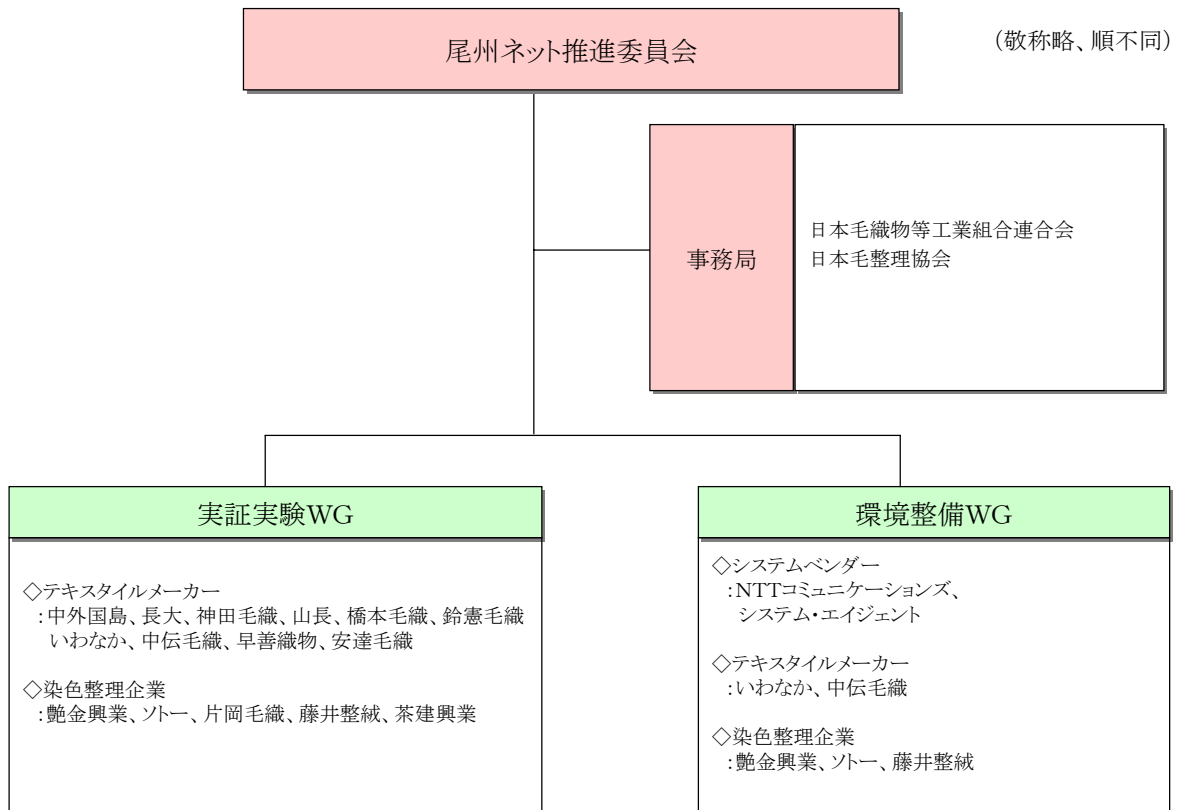 尾州ネット推進委員会
(敬称略、順不同)
事務局
日本毛織物等工業組合連合会
日本毛整理協会
実証実験WG
◇テキスタイルメーカー
:中外国島、長大、神田毛織、山長、橋本毛織、鈴憲毛織
いわなか、中伝毛織、早善織物、安達毛織
◇染色整理企業
:艶金興業、ソトー、片岡毛織、藤井整絨、茶建興業
環境整備WG
◇システムベンダー
:NTTコミュニケーションズ、
システム・エイジェント
◇テキスタイルメーカー
:いわなか、中伝毛織
◇染色整理企業
:艶金興業、ソトー、藤井整絨